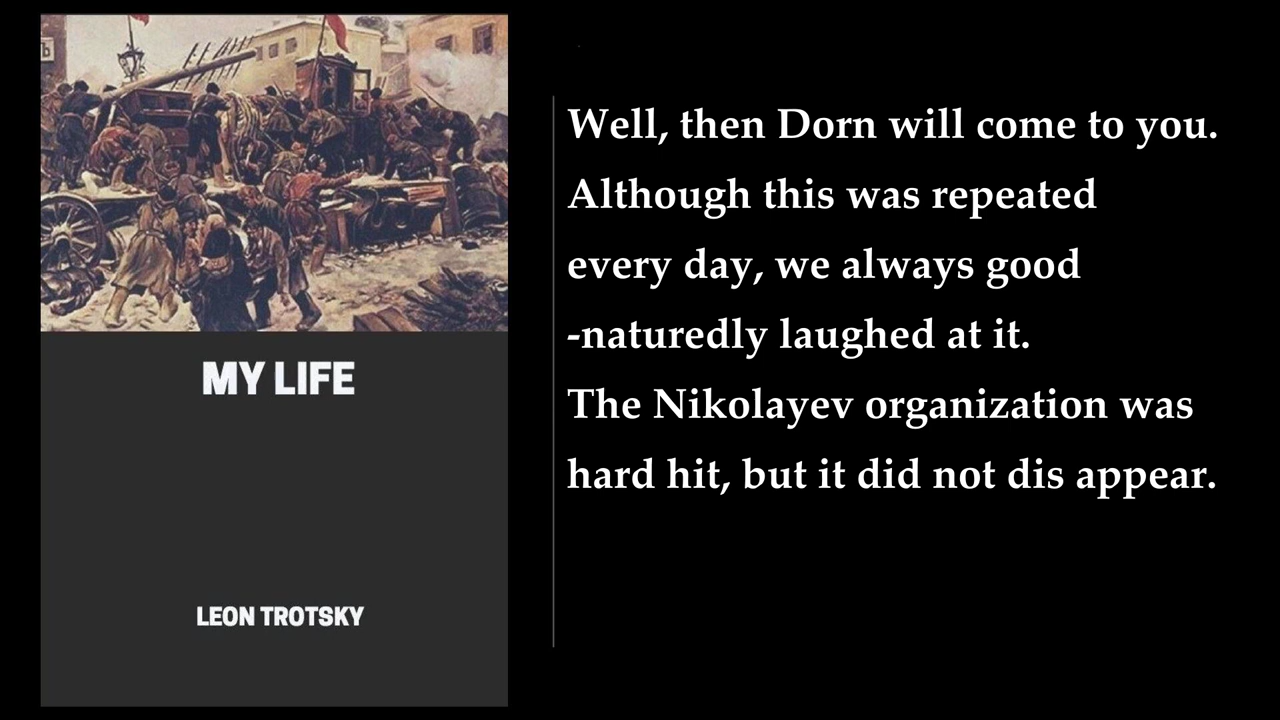 MY LIFE
LEON TROTSKY
Well, then Dorn will come to you.
Although this was repeated
every day, we always good
-naturedly laughed at it.
The Nikolayev organization was
hard hit, but it did not dis appear.